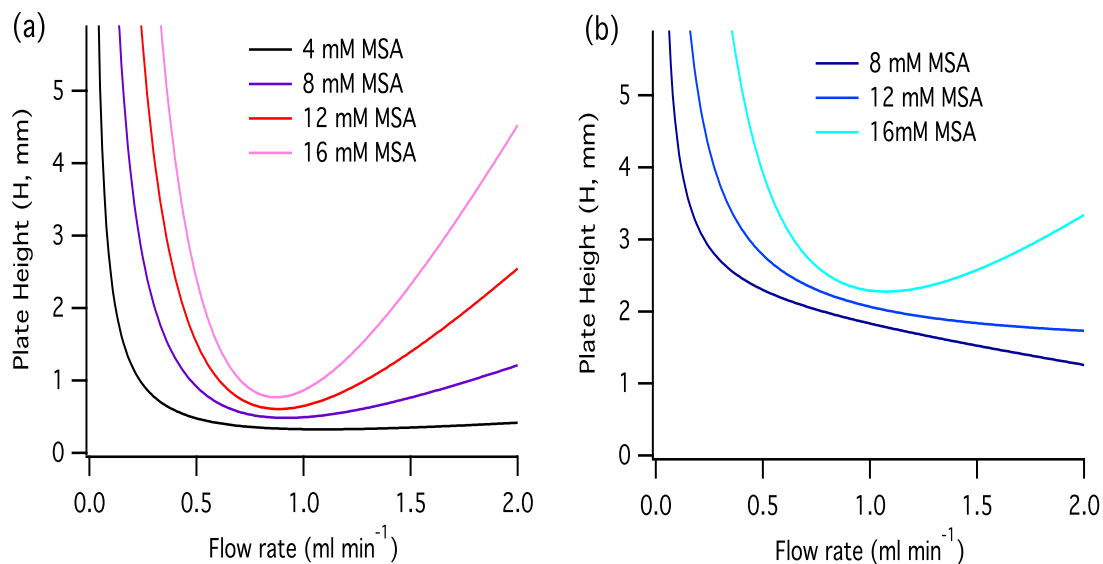 (a)
4 mM MSA
8 mM MSA
12 mM MSA
16 mM MSA
Plate Height (H, mm)
5
4
3
2
1
0
0.0 0.5 1.0 1.5 2.0
Flow rate (ml min⁻¹)
(b)
8 mM MSA
12 mM MSA
16mM MSA
Plate Height (H, mm)
5
4
3
2
1
0
0.0 0.5 1.0 1.5 2.0
Flow rate (ml min⁻¹)